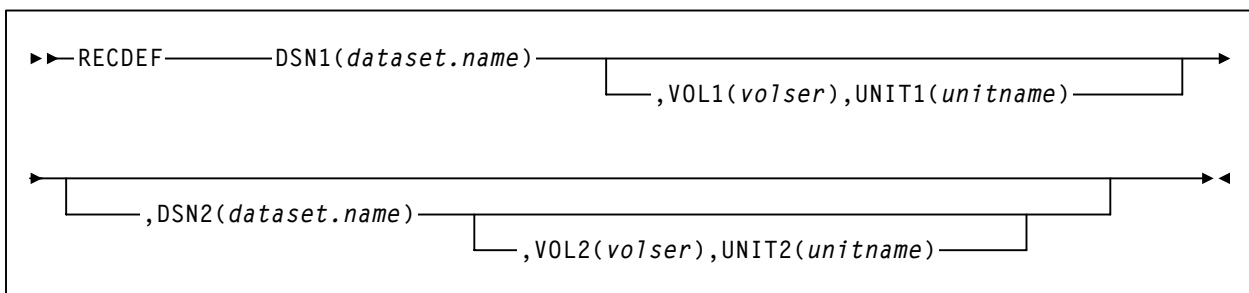 RECDEF DSN1(dataset.name)
,VOL1(volser),UNIT1(unitname)
,DSN2(dataset.name)
,VOL2(volser),UNIT2(unitname)